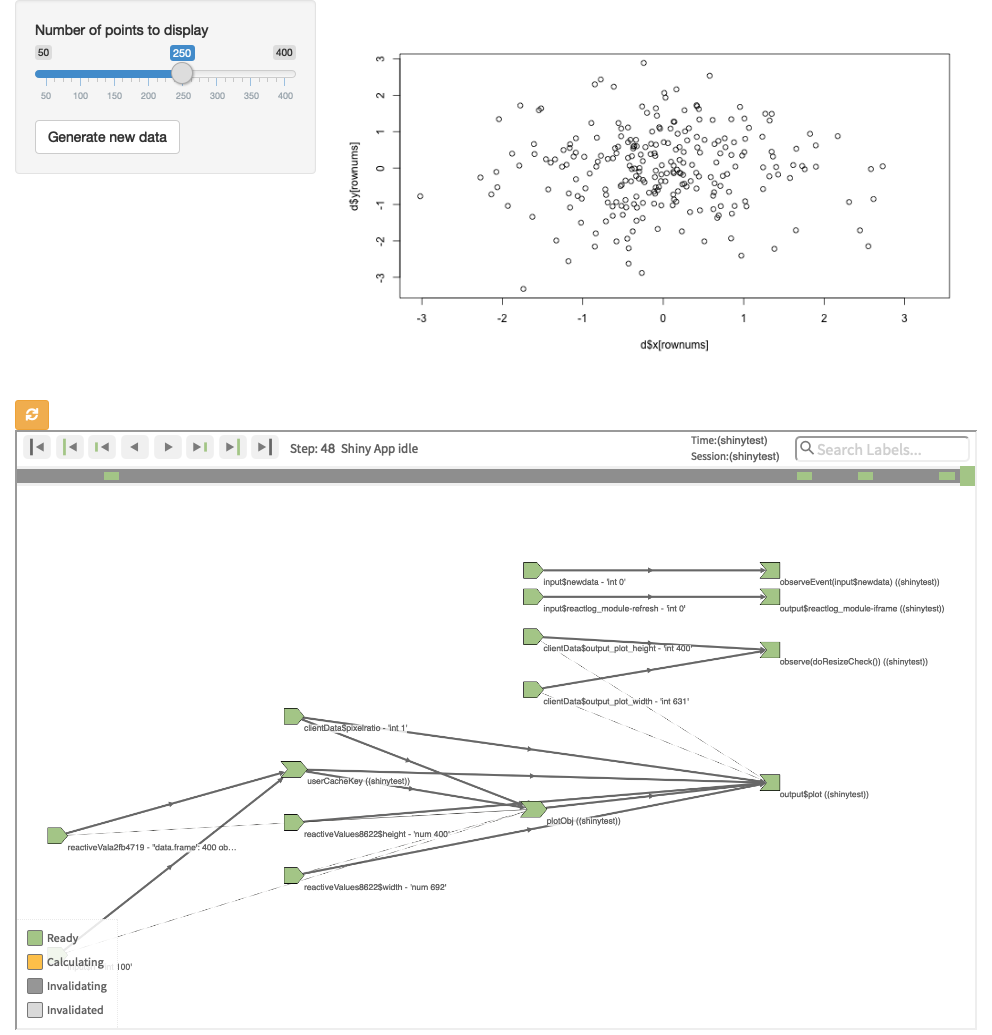 Number of points to display
50 250 400
50 100 150 200 250 300 350 400
Generate new data
3
2
1
0
-1
-2
-3
d$y[rownums]
-3 -2 -1 0 1 2 3
d$x[rownums]
Step: 48 Shiny App idle
Time:(shinytest)
Session:(shinytest)
Search Labels...
input$newdata - 'int 0'
observeEvent(input$newdata) ((shinytest))
input$reactlog_module-refresh - 'int 0'
output$reactlog_module-iframe ((shinytest))
clientData$output_plot_height - 'int 400'
observe(doResizeCheck()) ((shinytest))
clientData$output_plot_width - 'int 631'
clientData$pixelratio - 'int 1'
userCacheKey ((shinytest))
output$plot ((shinytest))
plotObj ((shinytest))
reactiveValues8622$height - 'num 400'
reactiveVala2fb4719 - "data.frame': 400 ob...
reactiveValues8622$width - 'num 692'
Ready
Calculating
100'
Invalidating
Invalidated